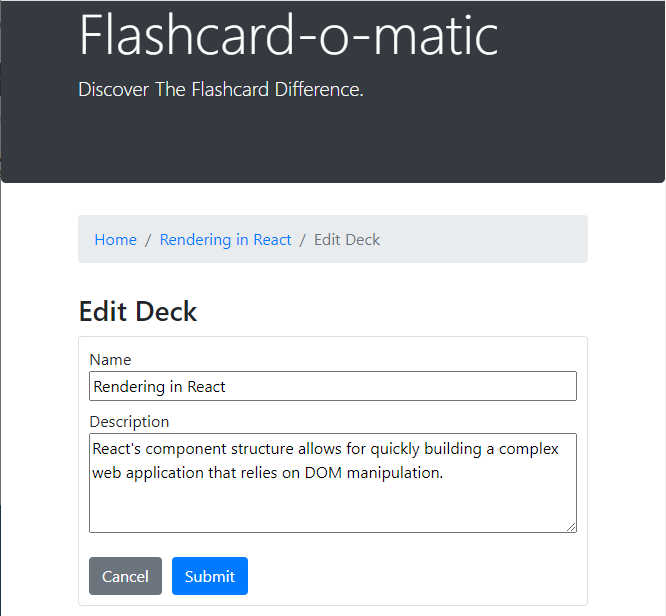 Flashcard-o-matic
Discover The Flashcard Difference.
Home / Rendering in React / Edit Deck
Edit Deck
Name
Rendering in React
Description
React's component structure allows for quickly building a complex
web application that relies on DOM manipulation.
Cancel Submit